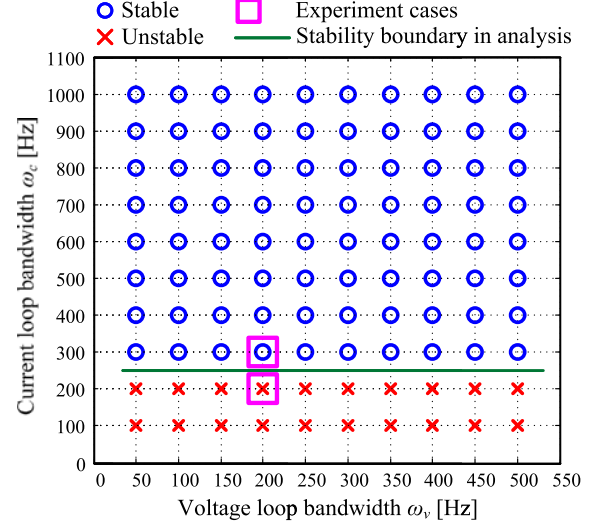 Stable
Experiment cases
Unstable
Stability boundary in analysis
1100
1000
900
800
700
600
500
400
300
200
100
0
Current loop bandwidth ω_c [Hz]
0 50 100 150 200 250 300 350 400 450 500 550
Voltage loop bandwidth ω_v [Hz]